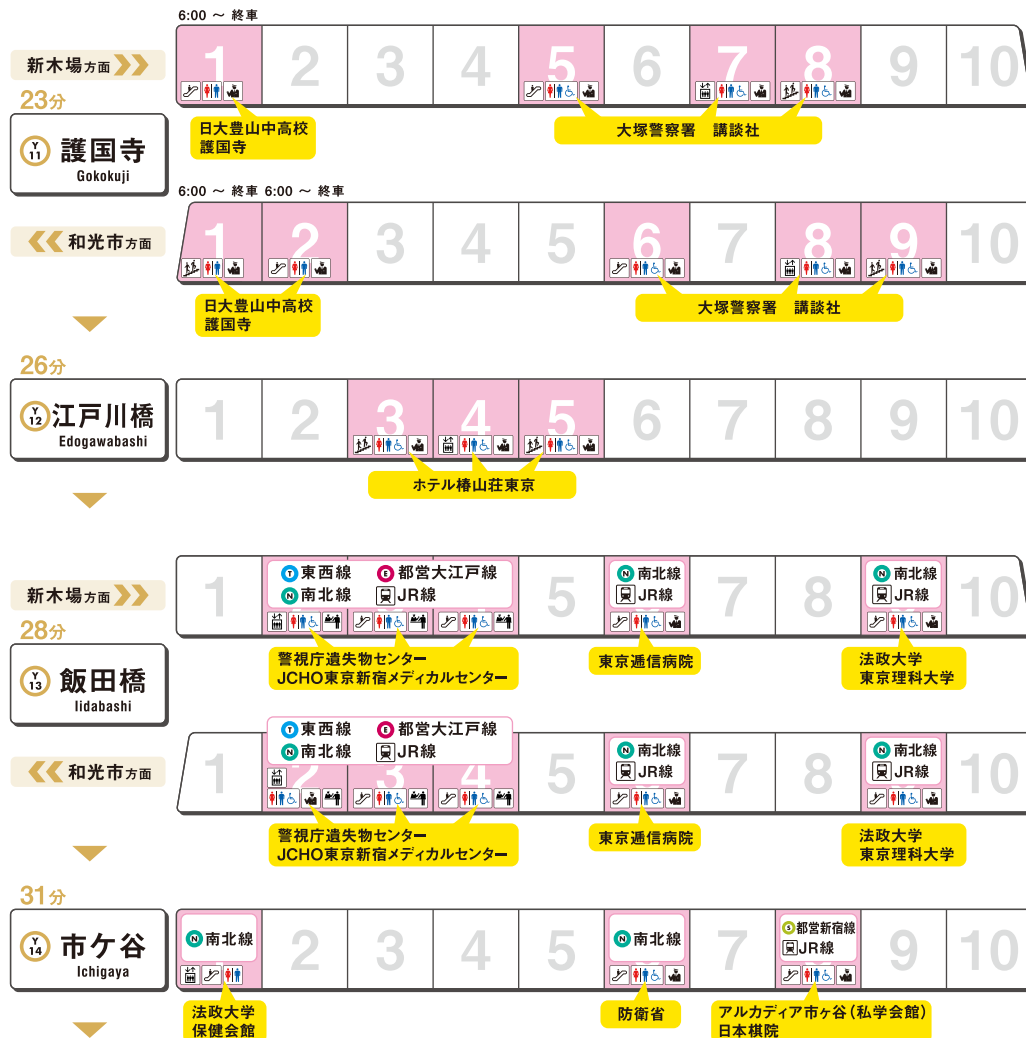 6:00 ～ 終車
新木場方面
1 2 3 4 5 6 7 8 9 10
23分
日大豊山中高校
護国寺
大塚警察署　講談社
Y
11
護国寺
Gokokuji
6:00 ～ 終車 6:00 ～ 終車
和光市方面
1 2 3 4 5 6 7 8 9 10
日大豊山中高校
護国寺
大塚警察署　講談社
26分
Y
12
江戸川橋
Edogawabashi
1 2 3 4 5 6 7 8 9 10
ホテル椿山荘東京
新木場方面
1 5 7 8 10
T 東西線 E 都営大江戸線
N 南北線 JR線
N 南北線
JR線
N 南北線
JR線
28分
警視庁遺失物センター
JCHO東京新宿メディカルセンター
東京逓信病院
法政大学
東京理科大学
Y
13
飯田橋
Iidabashi
T 東西線 E 都営大江戸線
N 南北線 JR線
N 南北線
JR線
N 南北線
JR線
和光市方面
1 2 3 4 5 7 8 10
警視庁遺失物センター
JCHO東京新宿メディカルセンター
東京逓信病院
法政大学
東京理科大学
31分
Y
14
市ケ谷
Ichigaya
N 南北線
2 3 4 5
N 南北線
7
S 都営新宿線
JR線
9 10
法政大学
保健会館
防衛省
アルカディア市ヶ谷（私学会館）
日本棋院